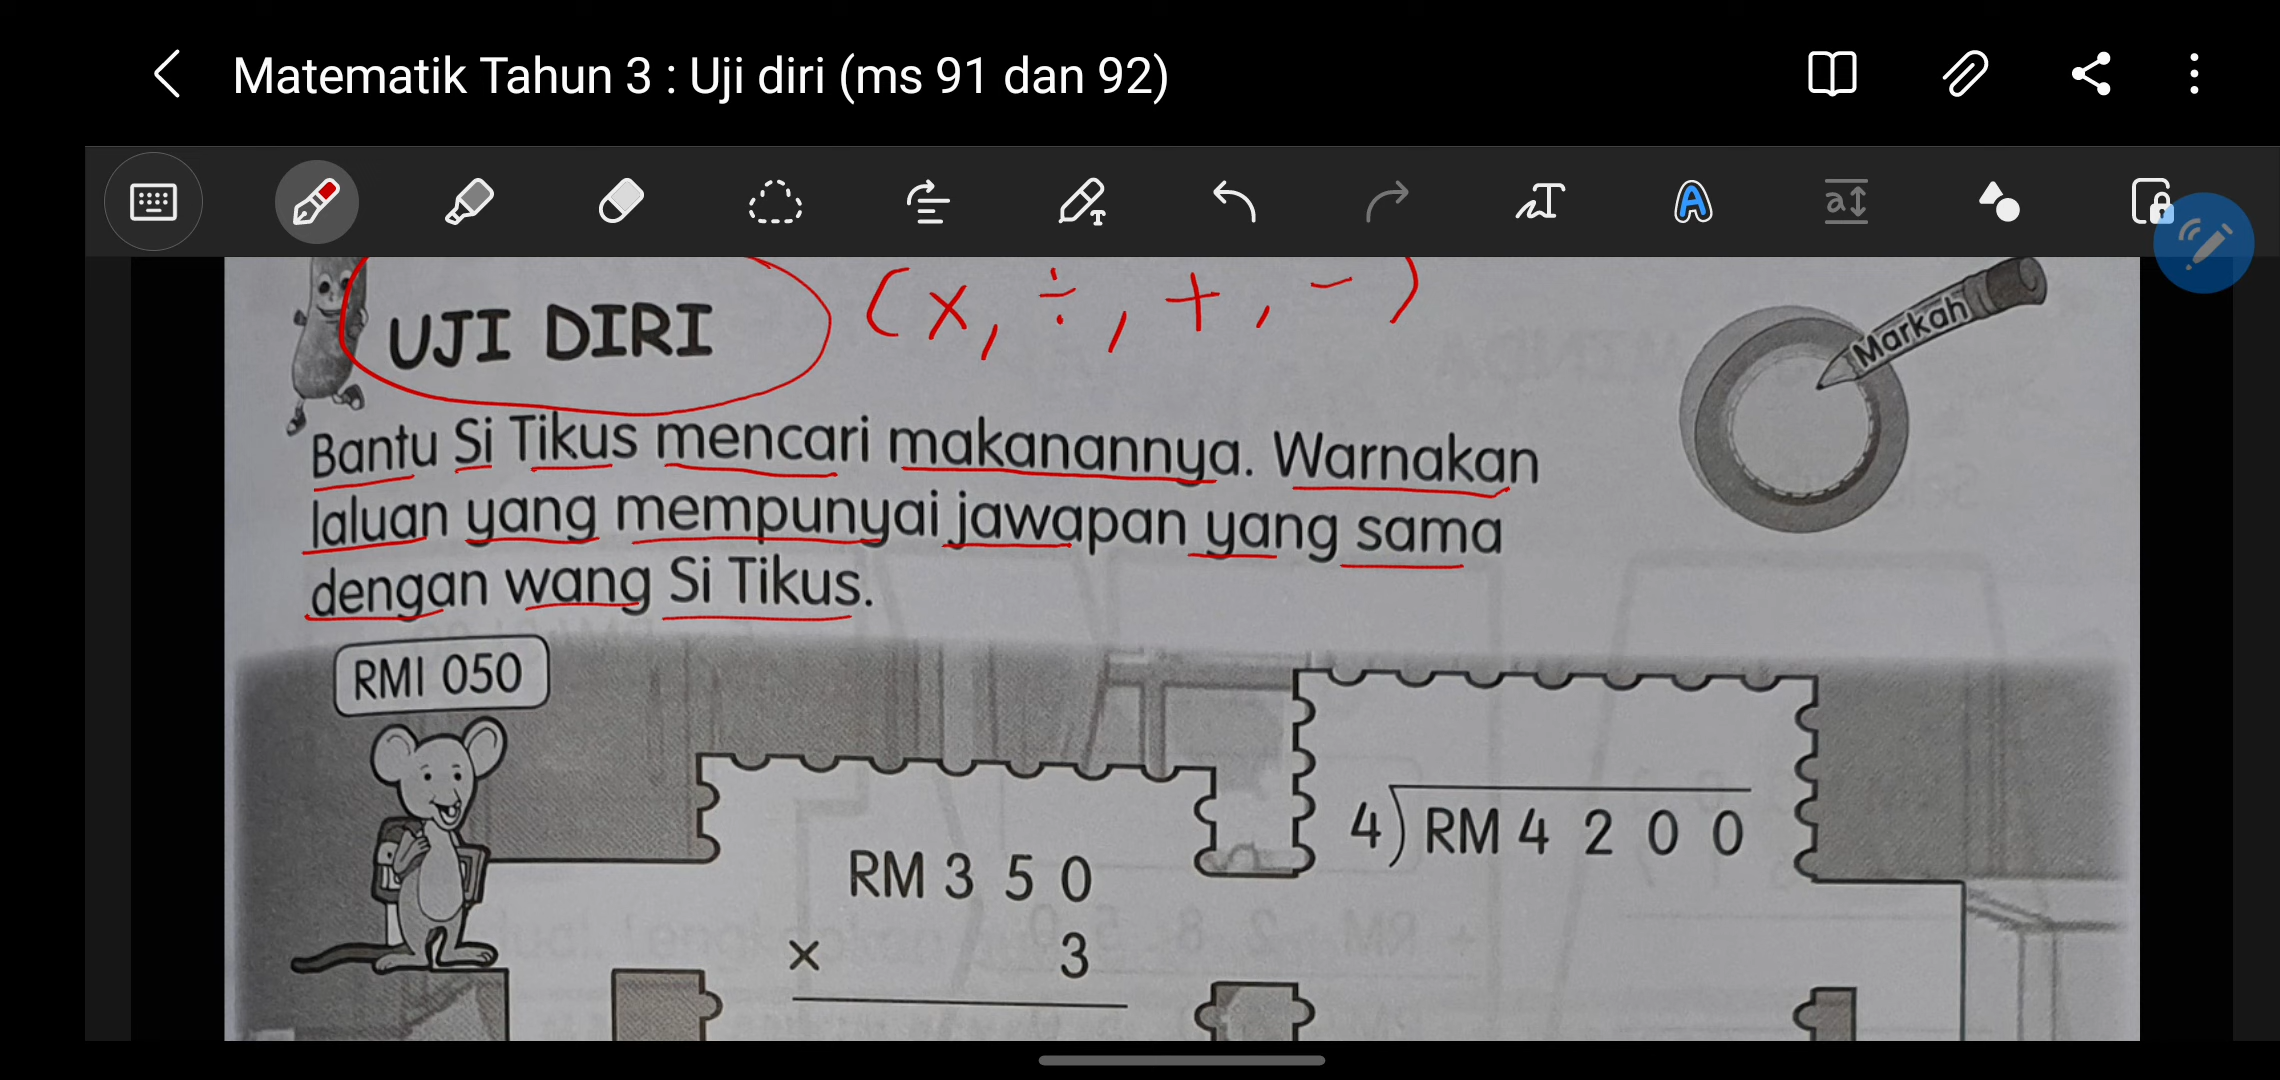 Matematik Tahun 3 : Uji diri (ms 91 dan 92)
UJI DIRI (x, ÷, +, -)
Markah
Bantu Si Tikus mencari makanannya. Warnakan
laluan yang mempunyai jawapan yang sama
dengan wang Si Tikus.
RM1 050
4)RM 4 2 0 0
RM 3 5 0
× 3